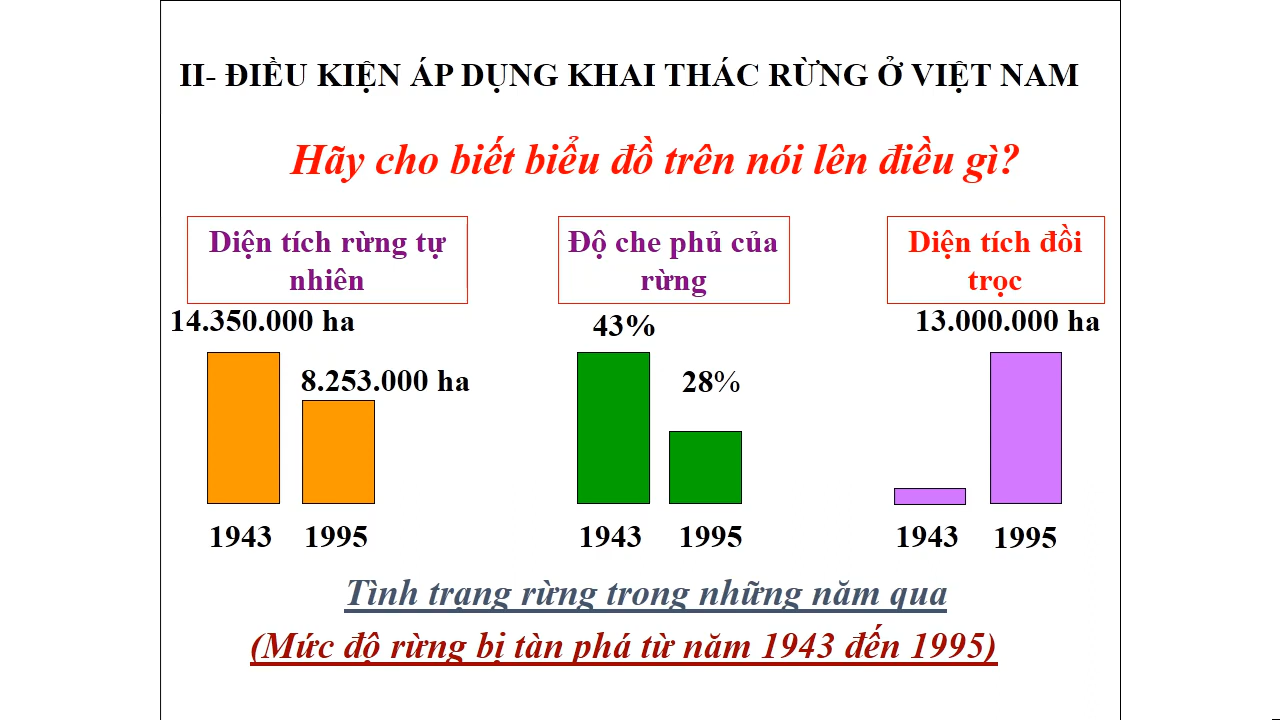 II- ĐIỀU KIỆN ÁP DỤNG KHAI THÁC RỪNG Ở VIỆT NAM
Hãy cho biết biểu đồ trên nói lên điều gì?
Diện tích rừng tự
nhiên
14.350.000 ha
8.253.000 ha
1943 1995
Độ che phủ của
rừng
43%
28%
1943 1995
Diện tích đồi
trọc
13.000.000 ha
1943 1995
Tình trạng rừng trong những năm qua
(Mức độ rừng bị tàn phá từ năm 1943 đến 1995)